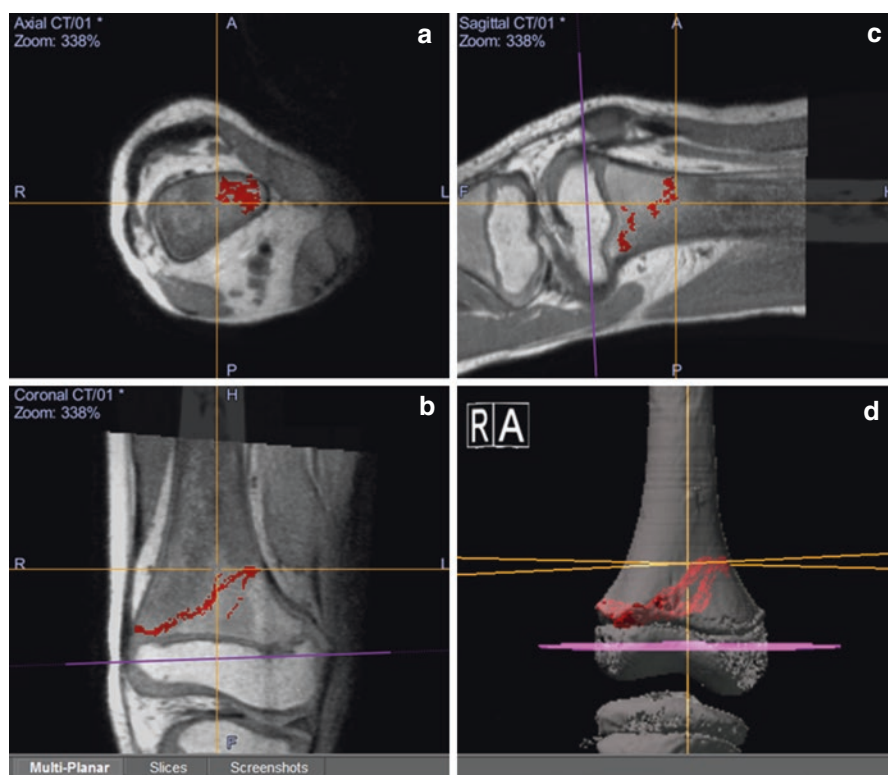 Axial CT/01 *
Zoom: 338%
A
a
R
L
P
Sagittal CT/01 *
Zoom: 338%
A
c
F
H
P
Coronal CT/01 *
Zoom: 338%
H
b
R
L
F
R A
d
Multi-Planar Slices Screenshots